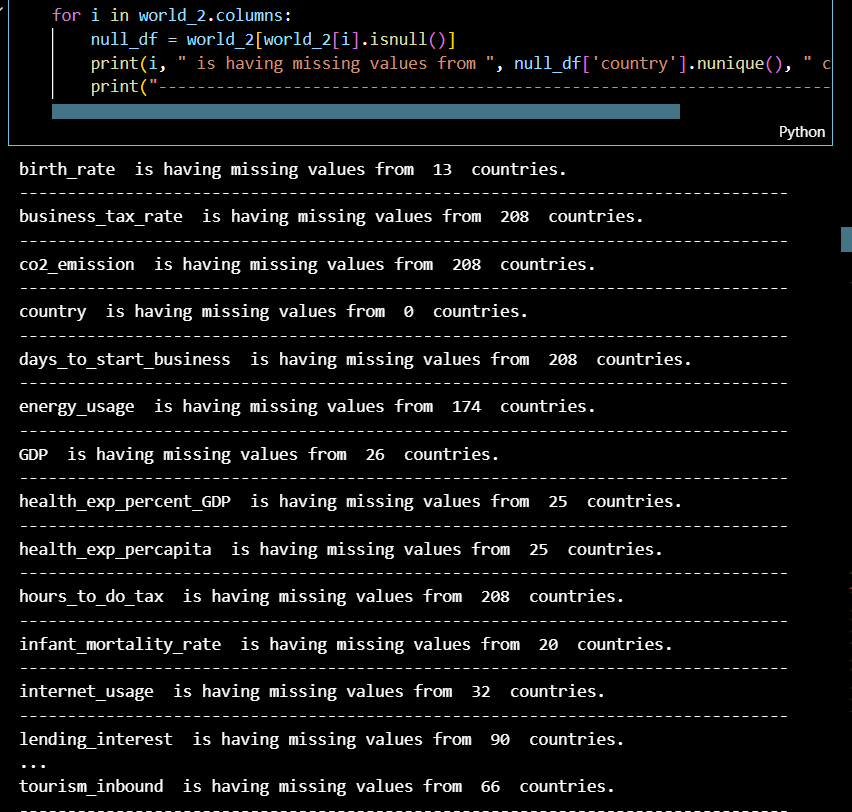 for i in world_2.columns:
null_df = world_2[world_2[i].isnull()]
print(i, " is having missing values from ", null_df['country'].nunique(), " c
print("----------------------------------------------------------------------
Python
birth_rate  is having missing values from  13  countries.
--------------------------------------------------------------------------------
business_tax_rate  is having missing values from  208  countries.
--------------------------------------------------------------------------------
co2_emission  is having missing values from  208  countries.
--------------------------------------------------------------------------------
country  is having missing values from  0  countries.
--------------------------------------------------------------------------------
days_to_start_business  is having missing values from  208  countries.
--------------------------------------------------------------------------------
energy_usage  is having missing values from  174  countries.
--------------------------------------------------------------------------------
GDP  is having missing values from  26  countries.
--------------------------------------------------------------------------------
health_exp_percent_GDP  is having missing values from  25  countries.
--------------------------------------------------------------------------------
health_exp_percapita  is having missing values from  25  countries.
--------------------------------------------------------------------------------
hours_to_do_tax  is having missing values from  208  countries.
--------------------------------------------------------------------------------
infant_mortality_rate  is having missing values from  20  countries.
--------------------------------------------------------------------------------
internet_usage  is having missing values from  32  countries.
--------------------------------------------------------------------------------
lending_interest  is having missing values from  90  countries.
...
tourism_inbound  is having missing values from  66  countries.
--------------------------------------------------------------------------------